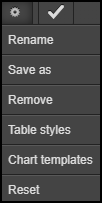 Rename
Save as
Remove
Table styles
Chart templates
Reset